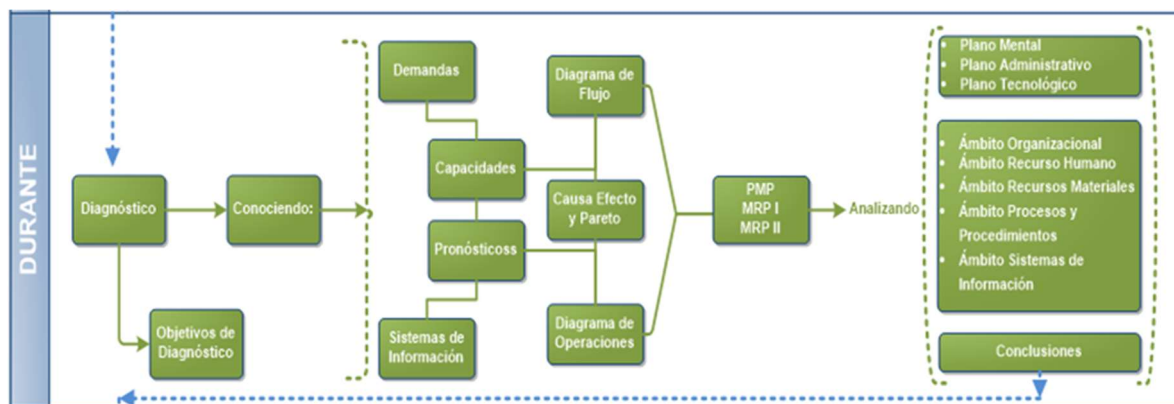 DURANTE
Diagnóstico
Conociendo:
Objetivos de
Diagnóstico
Demandas
Capacidades
Pronósticoss
Sistemas de
Información
Diagrama de
Flujo
Causa Efecto
y Pareto
Diagrama de
Operaciones
PMP
MRP I
MRP II
Analizando
• Plano Mental
• Plano Administrativo
• Plano Tecnológico
• Ámbito Organizacional
• Ámbito Recurso Humano
• Ámbito Recursos Materiales
• Ámbito Procesos y
Procedimientos
• Ámbito Sistemas de
Información
Conclusiones